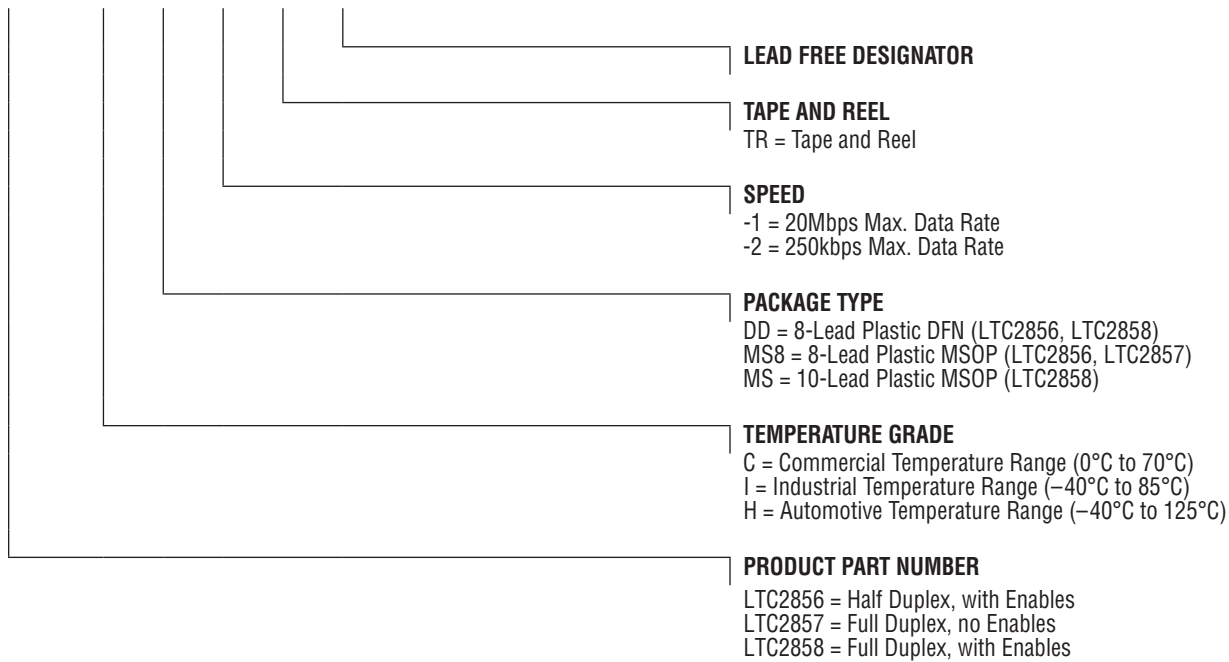 LEAD FREE DESIGNATOR
TAPE AND REEL
TR = Tape and Reel
SPEED
-1 = 20Mbps Max. Data Rate
-2 = 250kbps Max. Data Rate
PACKAGE TYPE
DD = 8-Lead Plastic DFN (LTC2856, LTC2858)
MS8 = 8-Lead Plastic MSOP (LTC2856, LTC2857)
MS = 10-Lead Plastic MSOP (LTC2858)
TEMPERATURE GRADE
C = Commercial Temperature Range (0°C to 70°C)
I = Industrial Temperature Range (–40°C to 85°C)
H = Automotive Temperature Range (–40°C to 125°C)
PRODUCT PART NUMBER
LTC2856 = Half Duplex, with Enables
LTC2857 = Full Duplex, no Enables
LTC2858 = Full Duplex, with Enables